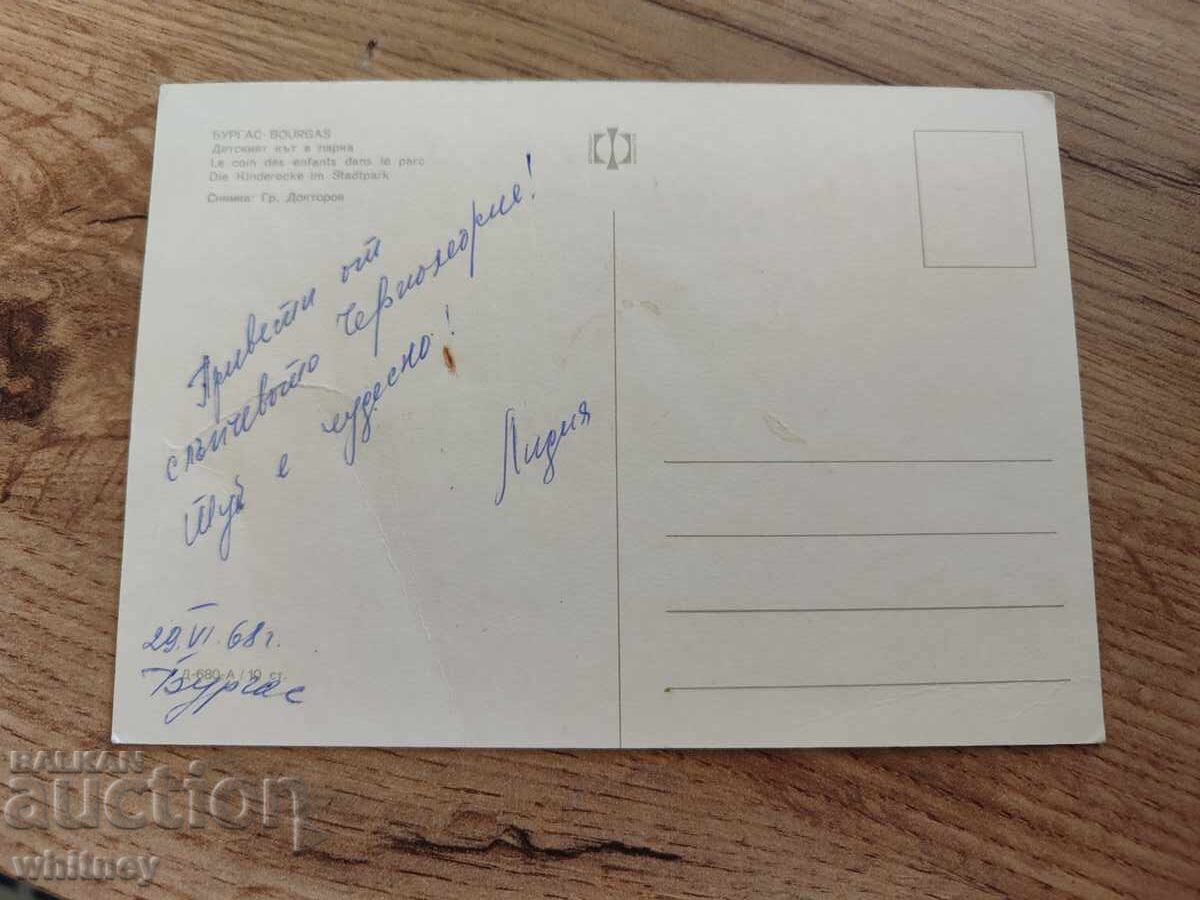 БУРГАС-BOURGAS
Детският кът в парка
Le coin des enfants dans le parc
Die Kinderecke im Stadtpark
Снимка: Гр. Докторов
Привети от
слънчевото Черноморие!
Тук е чудесно!
Лидия
29.VI.68 г.
Бургас
Д-680-А / 10 ст.
BALKAN
auction
whitney